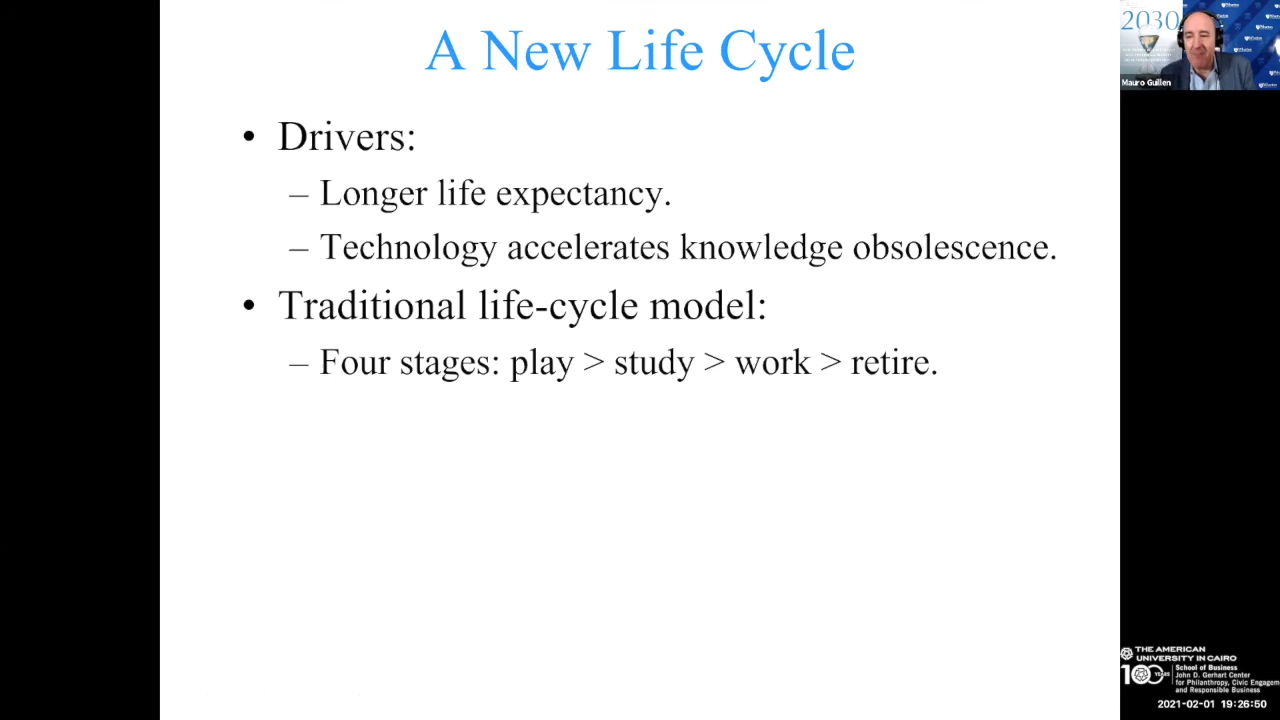 A New Life Cycle
• Drivers:
– Longer life expectancy.
– Technology accelerates knowledge obsolescence.
• Traditional life-cycle model:
– Four stages: play > study > work > retire.
2030
Mauro Guillen
THE AMERICAN
UNIVERSITY IN CAIRO
100 YEARS
School of Business
John D. Gerhart Center
for Philanthropy, Civic Engagem
and Responsible Business
2021-02-01 19:26:50